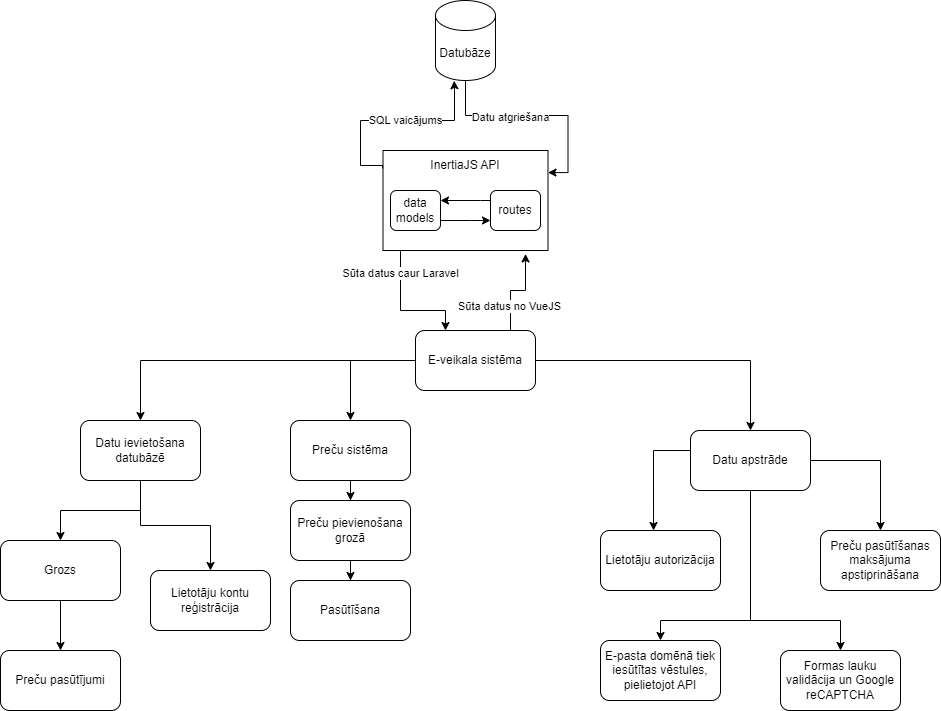 Datubāze
SQL vaicājums
Datu atgriešana
InertiaJS API
data
models
routes
Sūta datus caur Laravel
Sūta datus no VueJS
E-veikala sistēma
Datu ievietošana
datubāzē
Preču sistēma
Datu apstrāde
Preču pievienošana
grozā
Grozs
Lietotāju kontu
reģistrācija
Pasūtīšana
Lietotāju autorizācija
Preču pasūtīšanas
maksājuma
apstiprināšana
Preču pasūtījumi
E-pasta domēnā tiek
iesūtītas vēstules,
pielietojot API
Formas lauku
validācija un Google
reCAPTCHA